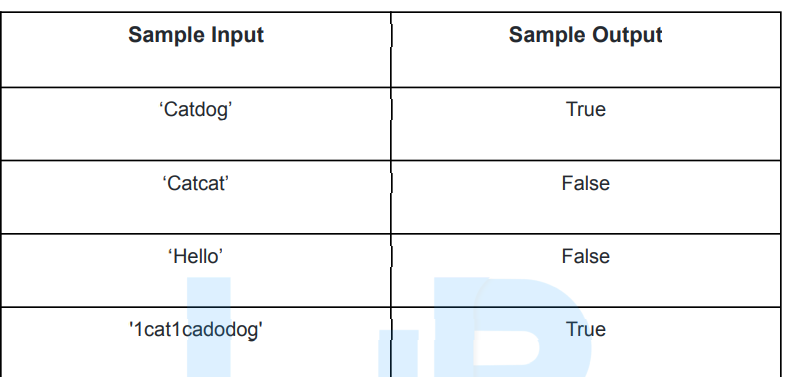 Sample Input Sample Output
‘Catdog’ True
‘Catcat’ False
‘Hello’ False
'1cat1cadodog' True